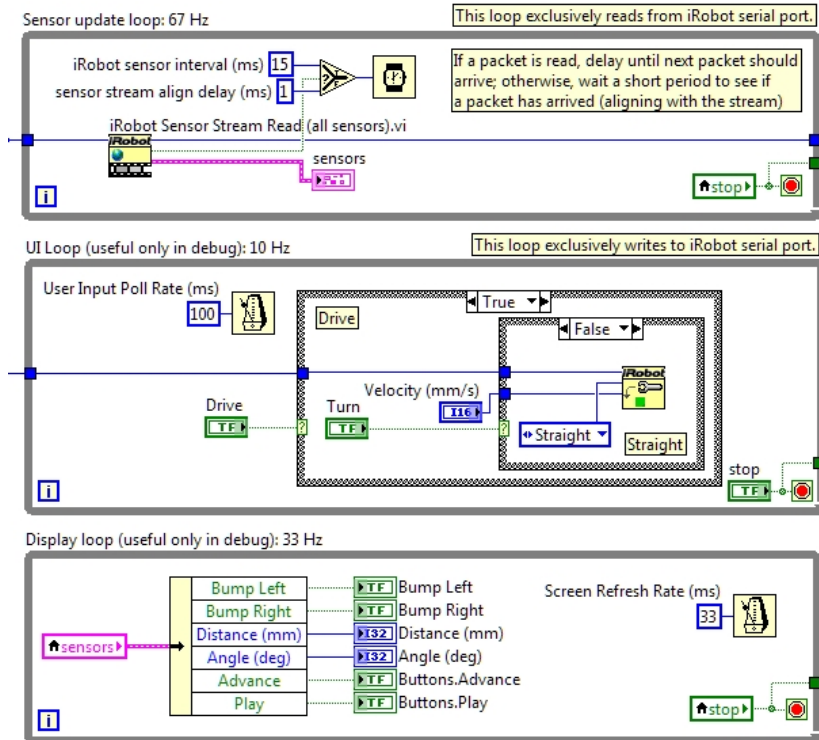 Sensor update loop: 67 Hz
This loop exclusively reads from iRobot serial port.
iRobot sensor interval (ms) 15
sensor stream align delay (ms) 1
If a packet is read, delay until next packet should
arrive; otherwise, wait a short period to see if
a packet has arrived (aligning with the stream)
iRobot Sensor Stream Read (all sensors).vi
iRobot
sensors
stop
i
UI Loop (useful only in debug): 10 Hz
This loop exclusively writes to iRobot serial port.
User Input Poll Rate (ms)
100
True
Drive
False
iRobot
Velocity (mm/s)
I16
Drive
TF
Turn
TF
?
?
Straight
Straight
stop
TF
i
Display loop (useful only in debug): 33 Hz
sensors
Bump Left TF Bump Left
Bump Right TF Bump Right
Distance (mm) I32 Distance (mm)
Angle (deg) I32 Angle (deg)
Advance TF Buttons.Advance
Play TF Buttons.Play
Screen Refresh Rate (ms)
33
stop
i